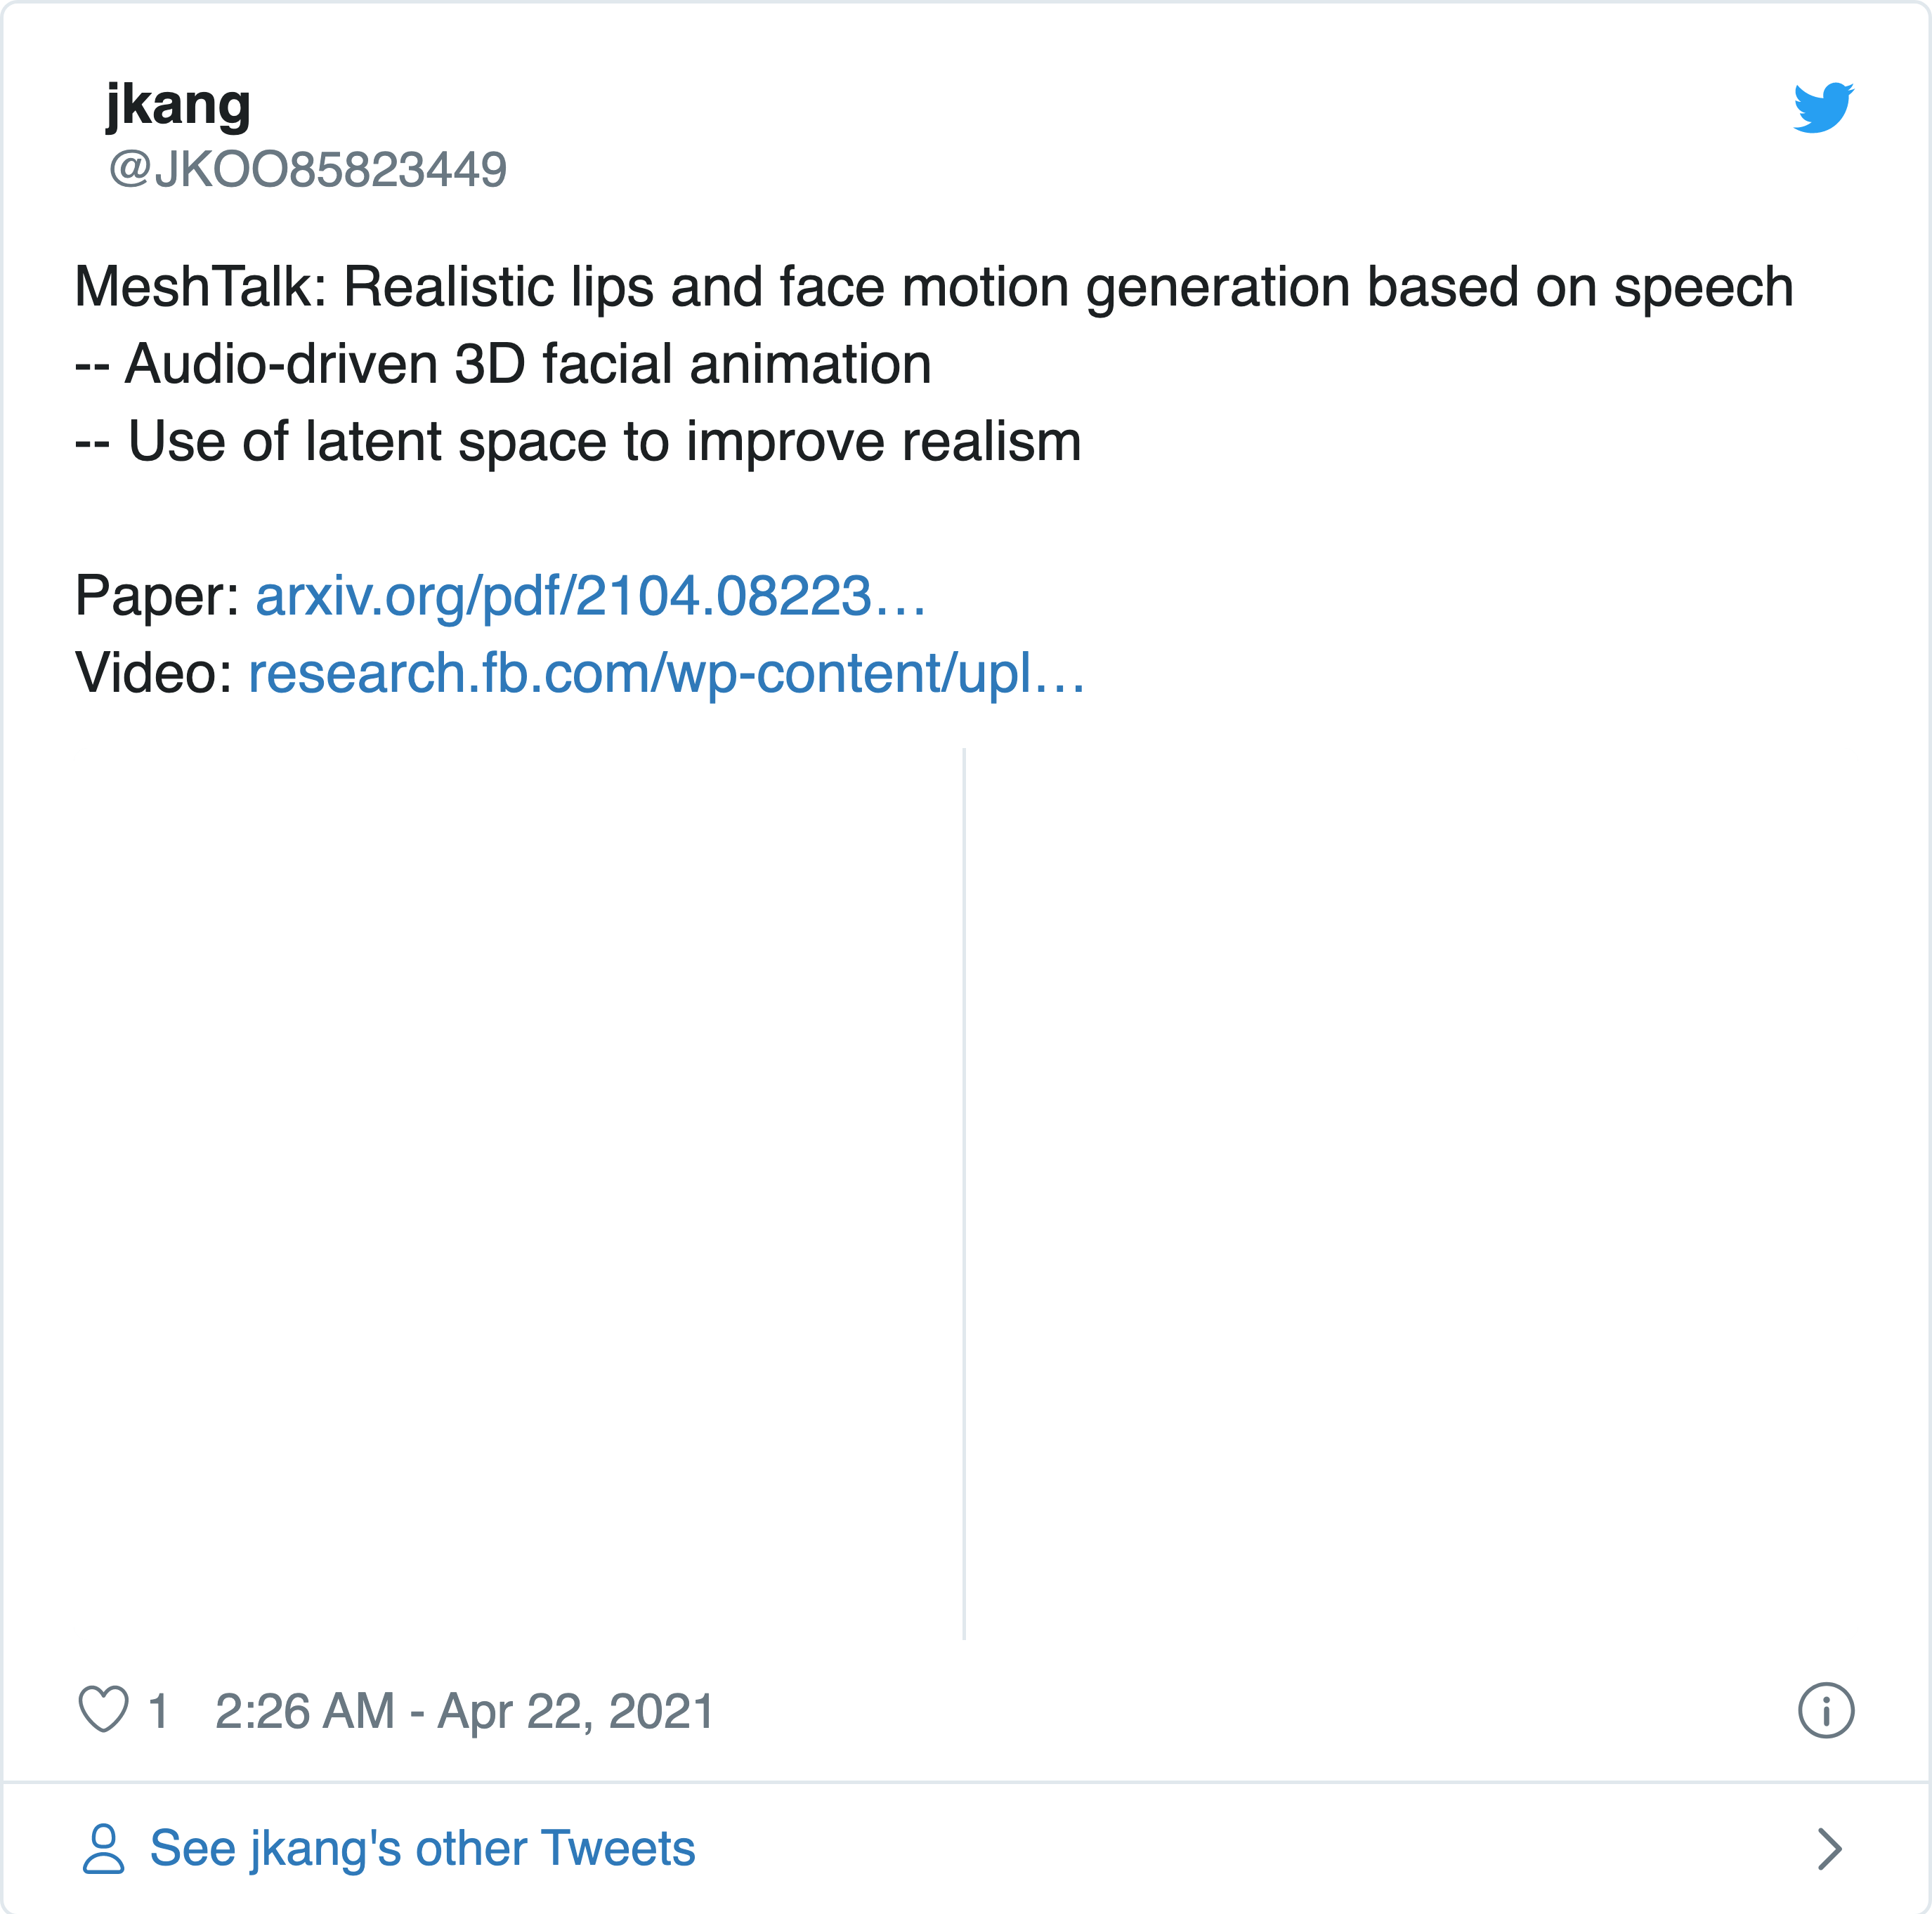 jkang
@JKOO85823449
MeshTalk: Realistic lips and face motion generation based on speech
-- Audio-driven 3D facial animation
-- Use of latent space to improve realism
Paper: arxiv.org/pdf/2104.08223…
Video: research.fb.com/wp-content/upl…
1 2:26 AM - Apr 22, 2021
See jkang's other Tweets